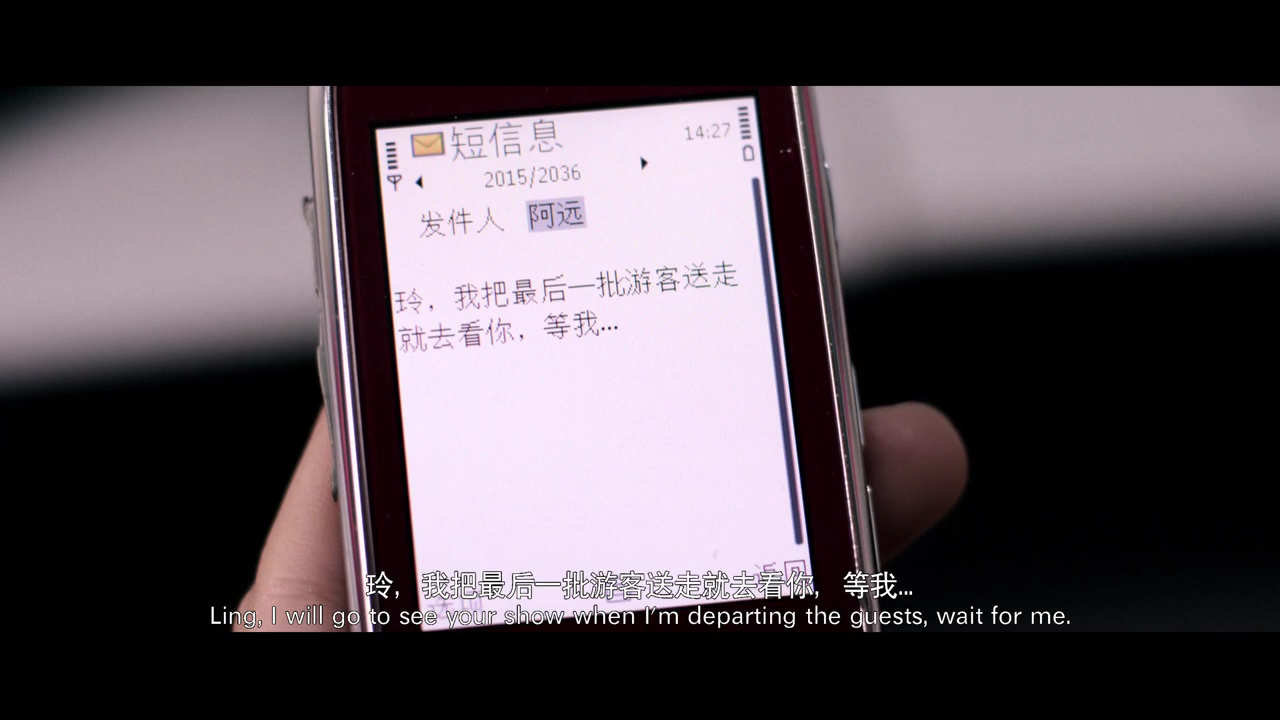 短信息
14:27
2015/2036
发件人 阿远
玲，我把最后一批游客送走
就去看你，等我...
玲，我把最后一批游客送走就去看你，等我...
Ling, I will go to see your show when I'm departing the guests, wait for me.